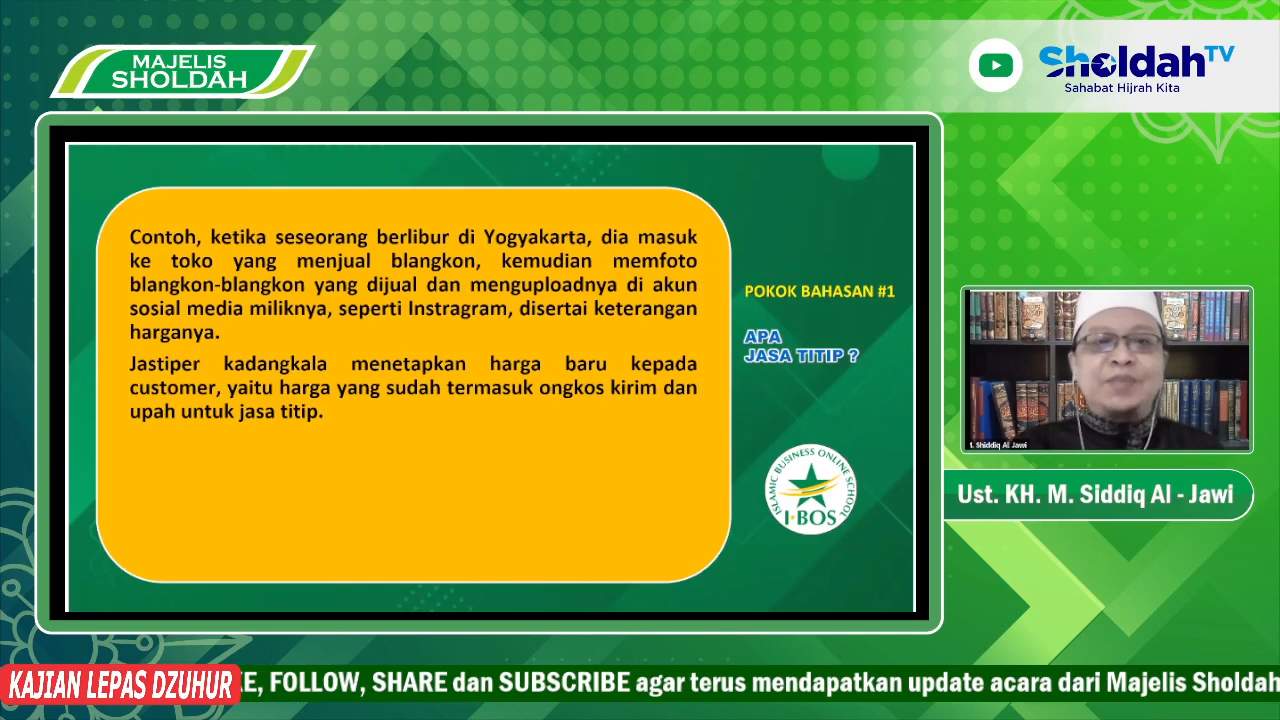 MAJELIS
SHOLDAH
SholdahTV
Sahabat Hijrah Kita
Contoh, ketika seseorang berlibur di Yogyakarta, dia masuk
ke toko yang menjual blangkon, kemudian memfoto
blangkon-blangkon yang dijual dan menguploadnya di akun
sosial media miliknya, seperti Instragram, disertai keterangan
harganya.
Jastiper kadangkala menetapkan harga baru kepada
customer, yaitu harga yang sudah termasuk ongkos kirim dan
upah untuk jasa titip.
POKOK BAHASAN #1
APA
JASA TITIP ?
ISLAMIC BUSINESS ONLINE SCHOOL
I·BOS
Shiddiq Al Jawi
Ust. KH. M. Siddiq Al - Jawi
KAJIAN LEPAS DZUHUR
KE, FOLLOW, SHARE dan SUBSCRIBE agar terus mendapatkan update acara dari Majelis Sholdah